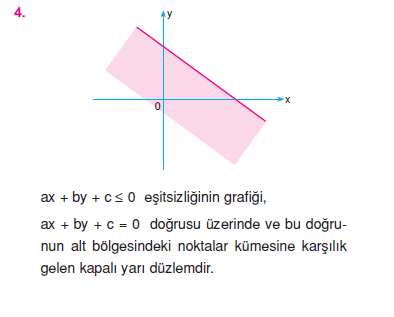 4.
y
0
x
ax + by + c ≤ 0 eşitsizliğinin grafiği,
ax + by + c = 0 doğrusu üzerinde ve bu doğru-
nun alt bölgesindeki noktalar kümesine karşılık
gelen kapalı yarı düzlemdir.